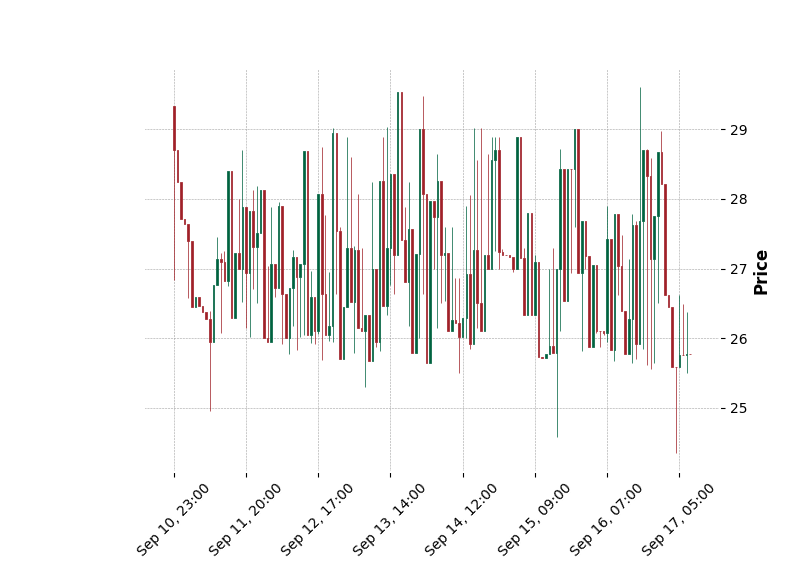 29
28
27
26
25
Price
Sep 10, 23:00
Sep 11, 20:00
Sep 12, 17:00
Sep 13, 14:00
Sep 14, 12:00
Sep 15, 09:00
Sep 16, 07:00
Sep 17, 05:00